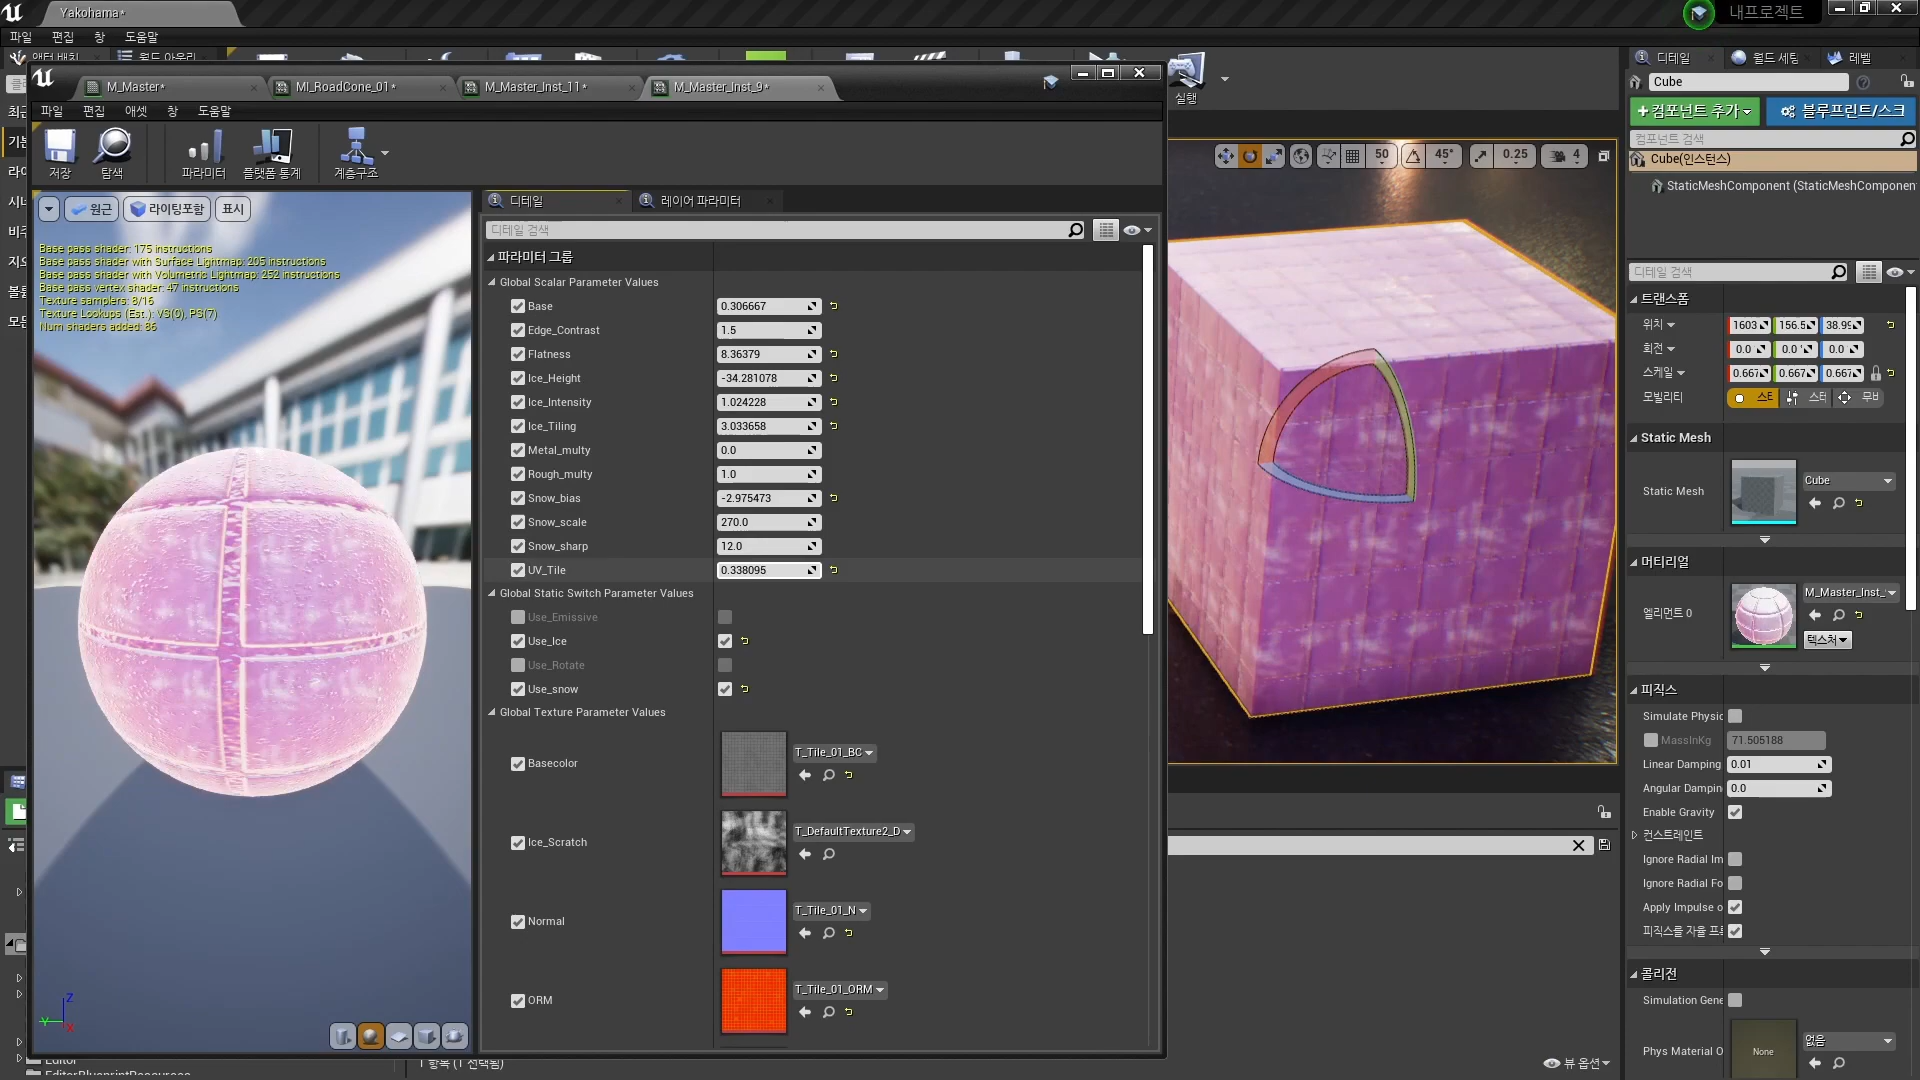 Yakohama*
내프로젝트
파일 편집 창 도움말
액터 배치 월드 아웃라
M_Master*
MI_RoadCone_01*
M_Master_Inst_11*
M_Master_Inst_9*
파일 편집 애셋 창 도움말
저장
탐색
파라미터
플랫폼 통계
계층구조
실행
원근
라이팅포함
표시
Base pass shader: 175 instructions
Base pass shader with Surface Lightmap: 205 instructions
Base pass shader with Volumetric Lightmap: 252 instructions
Base pass vertex shader: 47 instructions
Texture samplers: 8/16
Texture Lookups (Est.): VS(0), PS(7)
Num shaders added: 86
디테일
레이어 파라미터
디테일 검색
파라미터 그룹
Global Scalar Parameter Values
Base 0.306667
Edge_Contrast 1.5
Flatness 8.36379
Ice_Height -34.281078
Ice_Intensity 1.024228
Ice_Tiling 3.033658
Metal_multy 0.0
Rough_multy 1.0
Snow_bias -2.975473
Snow_scale 270.0
Snow_sharp 12.0
UV_Tile 0.338095
Global Static Switch Parameter Values
Use_Emissive
Use_Ice
Use_Rotate
Use_snow
Global Texture Parameter Values
Basecolor T_Tile_01_BC
Ice_Scratch T_DefaultTexture2_D
Normal T_Tile_01_N
ORM T_Tile_01_ORM
Z
Y
X
50
45°
0.25
4
디테일
월드 세팅
레벨
Cube
+컴포넌트 추가
블루프린트/스크
컴포넌트 검색
Cube(인스턴스)
StaticMeshComponent (StaticMeshComponen
디테일 검색
트랜스폼
위치 1603 156.5 38.99
회전 0.0 0.0 0.0
스케일 0.667 0.667 0.667
모빌리티 스티 스티 무비
Static Mesh
Static Mesh Cube
머티리얼
엘리먼트 0 M_Master_Inst_
텍스처
피직스
Simulate Physic
MassInKg 71.505188
Linear Damping 0.01
Angular Dampin 0.0
Enable Gravity
컨스트레인트
Ignore Radial Im
Ignore Radial Fo
Apply Impulse o
피직스를 자율 프
콜리전
Simulation Gene
Phys Material O None 없음
Editor
EditorBlueprintResources
1 항목 (1 선택됨)
뷰 옵션